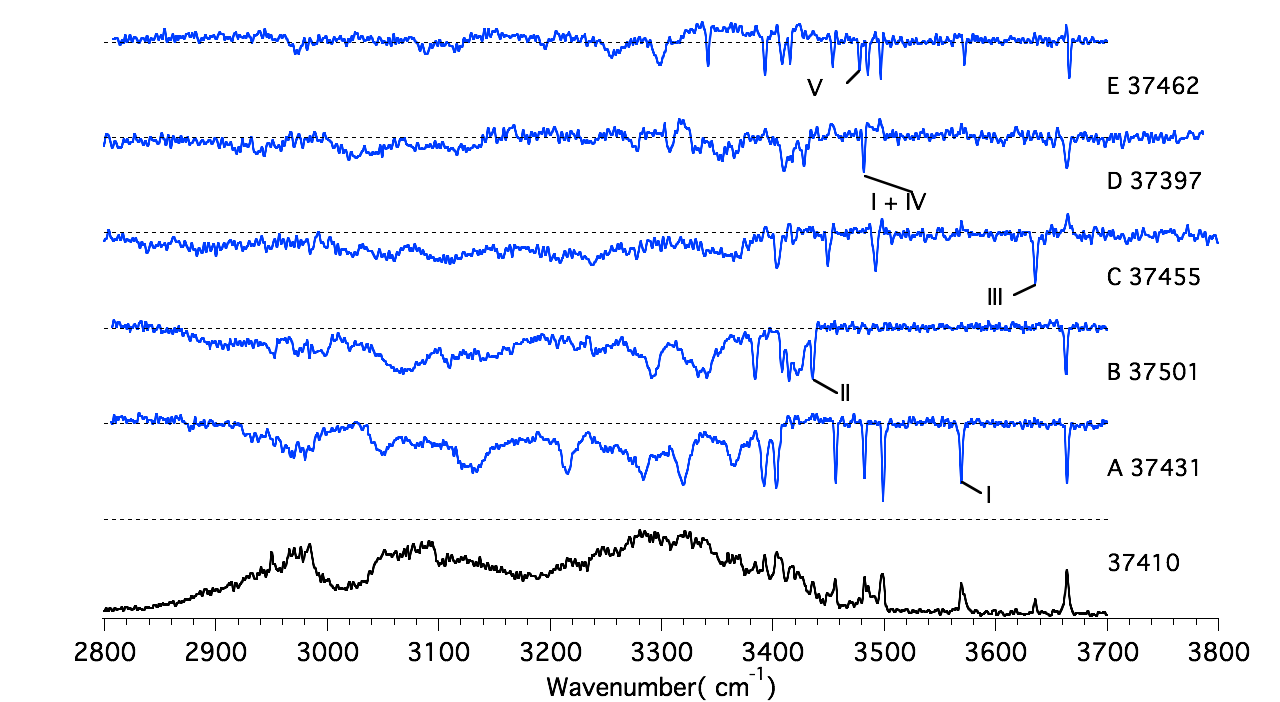 V
E 37462
D 37397
I + IV
C 37455
III
B 37501
II
A 37431
I
37410
2800 2900 3000 3100 3200 3300 3400 3500 3600 3700 3800
Wavenumber( cm-1)